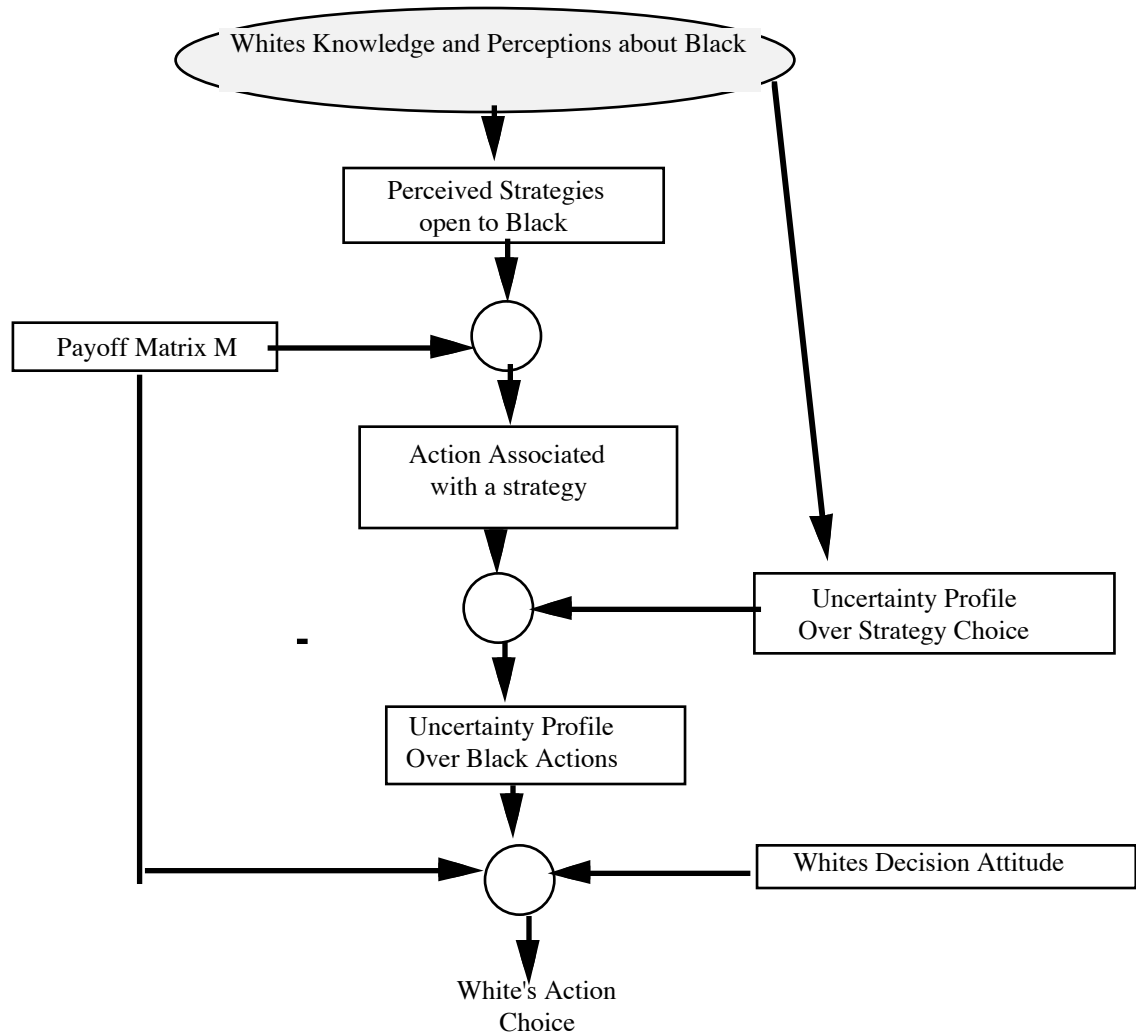 Whites Knowledge and Perceptions about Black
Perceived Strategies
open to Black
Payoff Matrix M
Action Associated
with a strategy
Uncertainty Profile
Over Strategy Choice
Uncertainty Profile
Over Black Actions
Whites Decision Attitude
White's Action
Choice